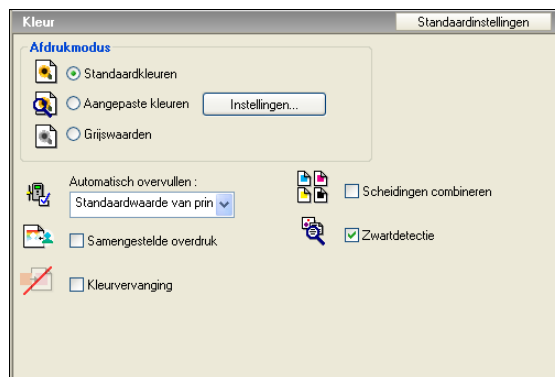 Kleur
Standaardinstellingen
Afdrukmodus
Standaardkleuren
Aangepaste kleuren
Instellingen...
Grijswaarden
Automatisch overvullen :
Standaardwaarde van prin
Scheidingen combineren
Samengestelde overdruk
Zwartdetectie
Kleurvervanging